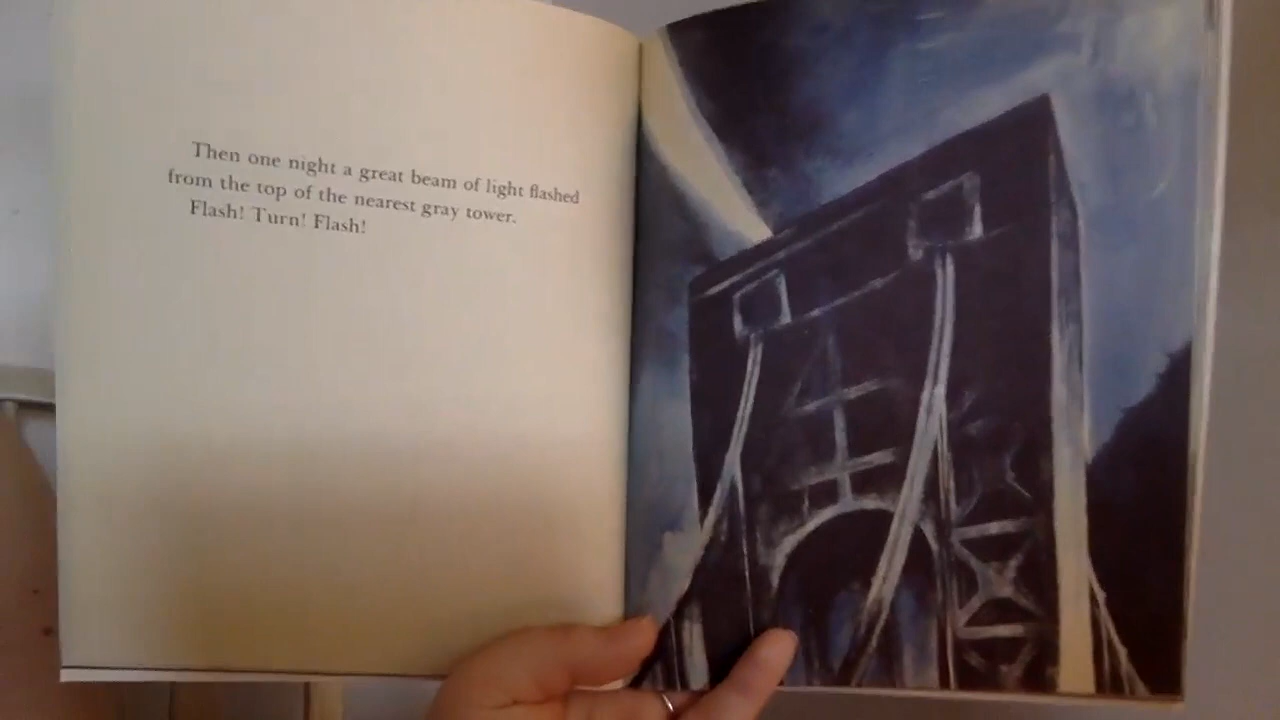 Then one night a great beam of light flashed
from the top of the nearest gray tower.
Flash! Turn! Flash!